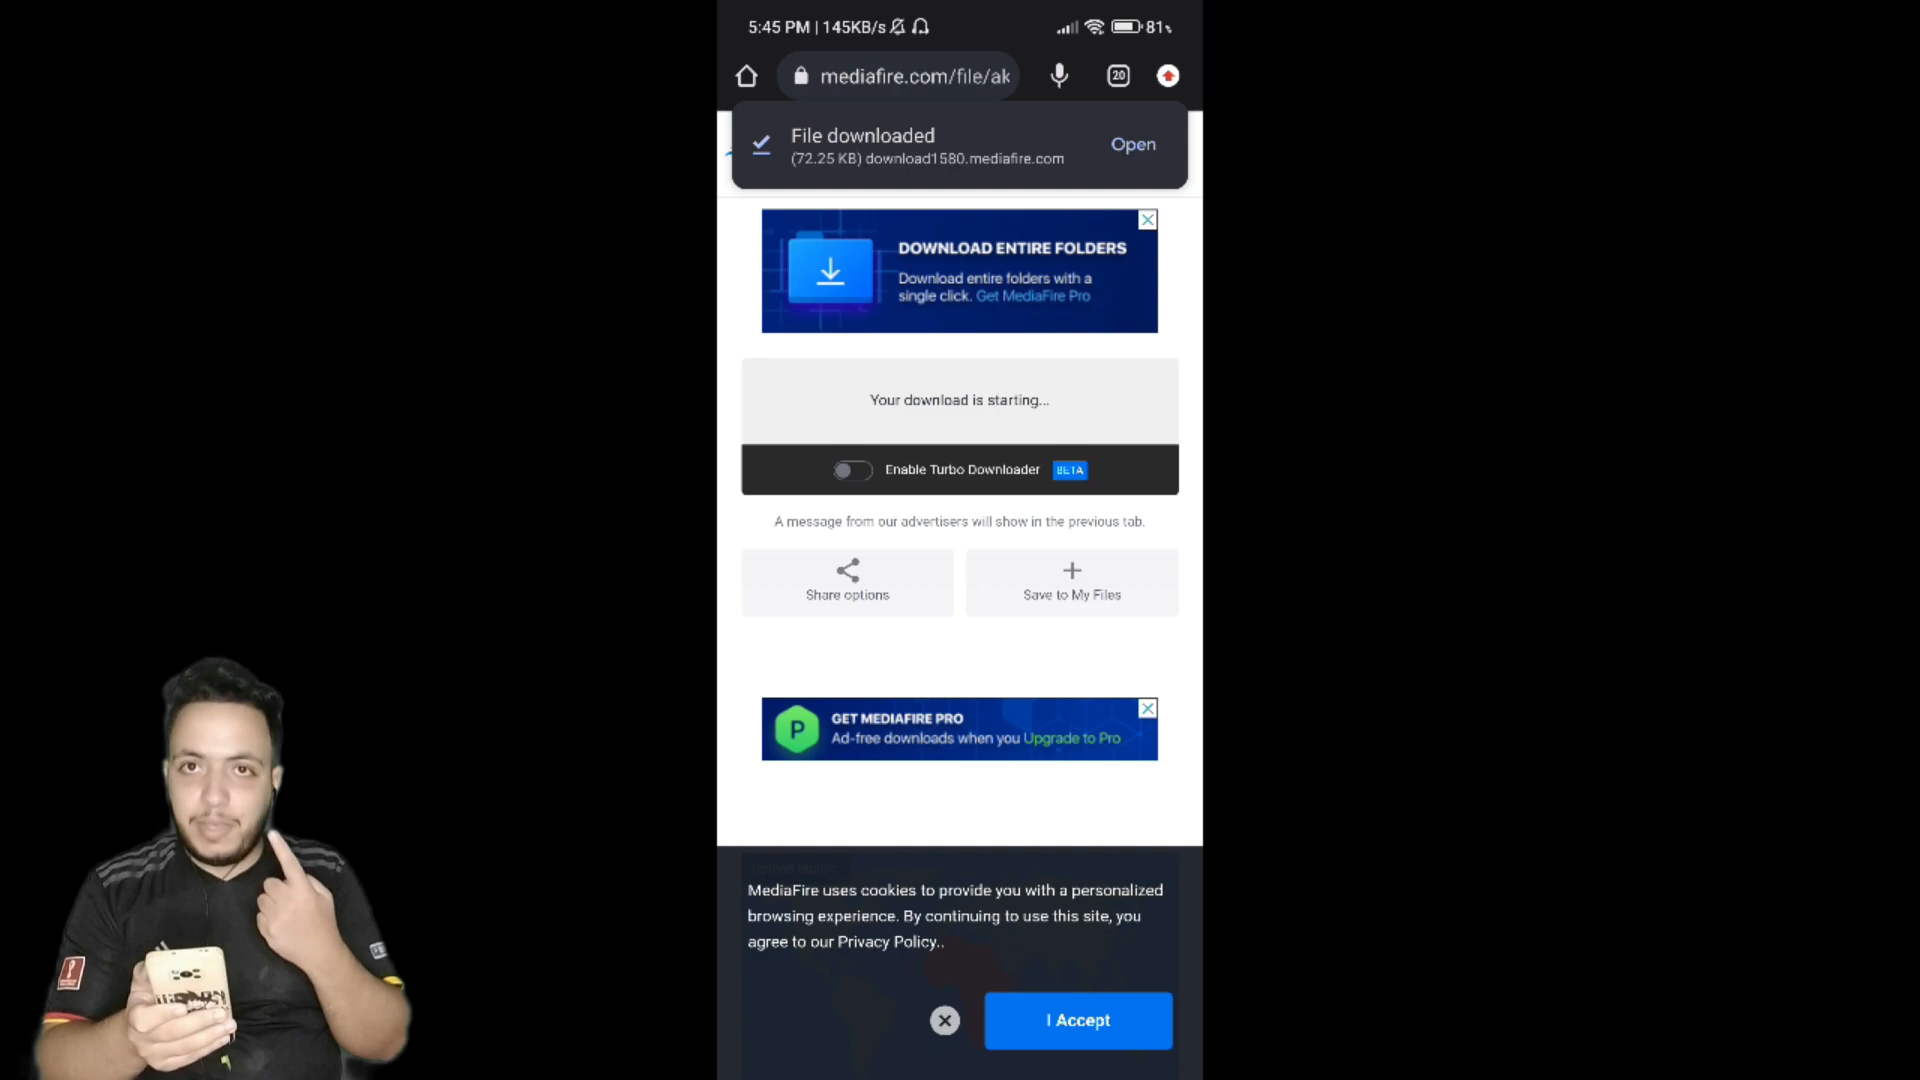 5:45 PM | 145KB/s 81%
mediafire.com/file/ak 20
File downloaded
(72.25 KB) download1580.mediafire.com
Open
DOWNLOAD ENTIRE FOLDERS
Download entire folders with a
single click. Get MediaFire Pro
Your download is starting...
Enable Turbo Downloader BETA
A message from our advertisers will show in the previous tab.
Share options
Save to My Files
P
GET MEDIAFIRE PRO
Ad-free downloads when you Upgrade to Pro
Upload region
MediaFire uses cookies to provide you with a personalized
browsing experience. By continuing to use this site, you
agree to our Privacy Policy..
I Accept